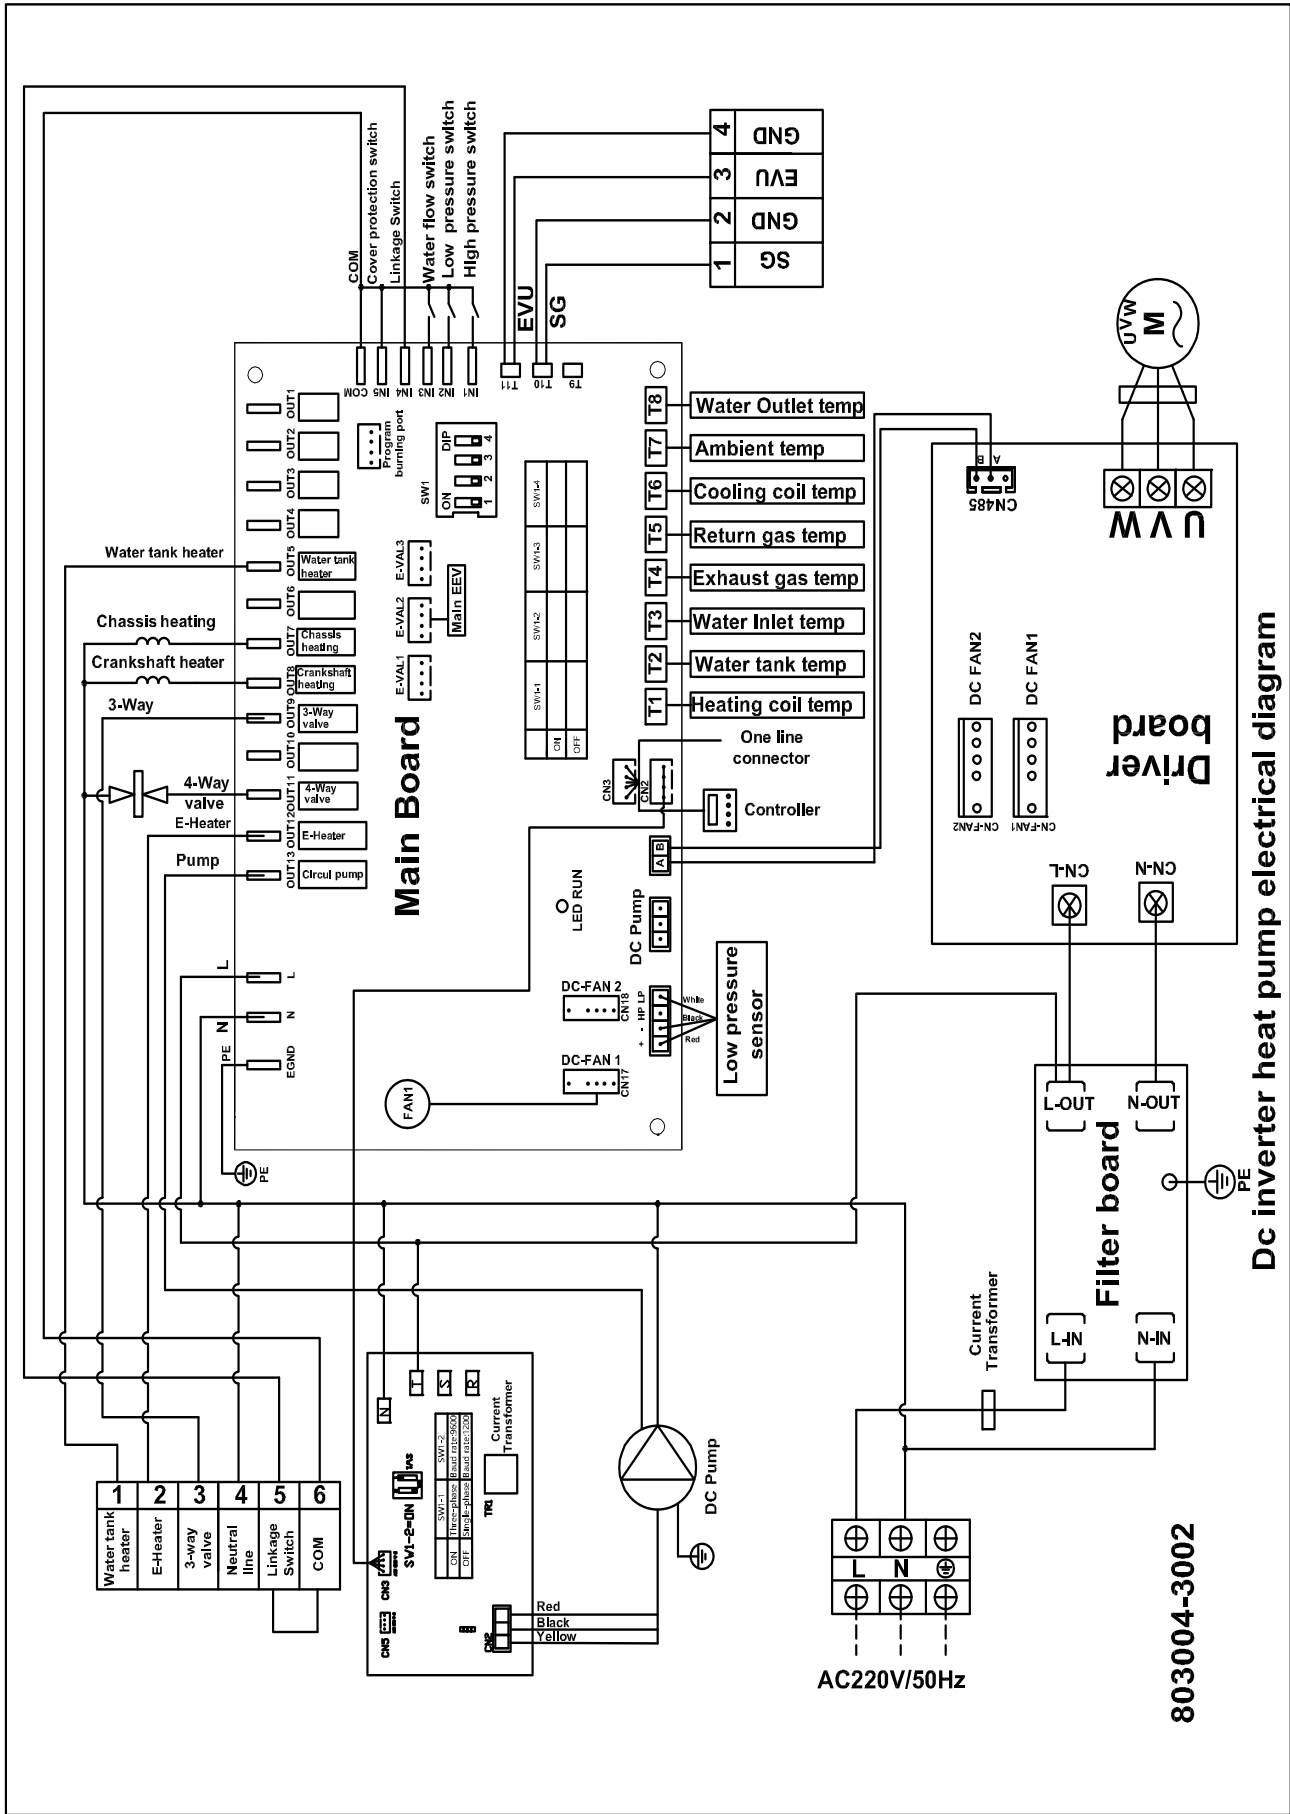 COM
Cover protection switch
Linkage Switch
Water flow switch
Low pressure switch
HIgh pressure switch
EVU
SG
4 GND
3 EVU
2 GND
1 SG
COM
IN5
IN4
IN3
IN2
IN1
T11
T10
T9
OUT1
OUT2
OUT3
OUT4
OUT5
OUT6
OUT7
OUT8
OUT9
OUT10
OUT11
OUT12
OUT13
Water tank heater
Chassis heating
Crankshaft heater
3-Way
4-Way
valve
E-Heater
Pump
Water tank
heater
Chassis
heating
Crankshaft
heating
3-Way
valve
4-Way
valve
E-Heater
CIrcul pump
Program
burning port
SW1
ON
DIP
1
2
3
4
E-VAL3
E-VAL2
E-VAL1
MaIn EEV
SW1-4
SW1-3
SW1-2
SW1-1
ON
OFF
Main Board
T8 Water Outlet temp
T7 Ambient temp
T6 Cooling coil temp
T5 Return gas temp
T4 Exhaust gas temp
T3 Water Inlet temp
T2 Water tank temp
T1 Heating coil temp
One line
connector
CN3
CN2
Controller
A B
LED RUN
DC Pump
DC-FAN 2
CN18
DC-FAN 1
CN17
+ - HP LP
White
Black
Red
Low pressure
sensor
FAN1
L
L
N
N
PE
EGND
PE
U V W
M
B
A
CN485
W V U
DC FAN2
DC FAN1
CN-FAN2
CN-FAN1
Driver
board
CN-L
CN-N
L-OUT
N-OUT
Filter board
PE
L-IN
N-IN
Current
Transformer
Dc inverter heat pump electrical diagram
1 Water tank
heater
2 E-Heater
3 3-way
valve
4 Neutral
line
5 Linkage
Switch
6 COM
N
T
S
R
SW1-1 SW1-2
ON Three-phase Baud rate:9600
OFF Single-phase Baud rate:1200
SW1-2=ON
Current
Transformer
TR1
CN3
CN5
CN2
Red
Black
Yellow
DC Pump
L N
AC220V/50Hz
803004-3002